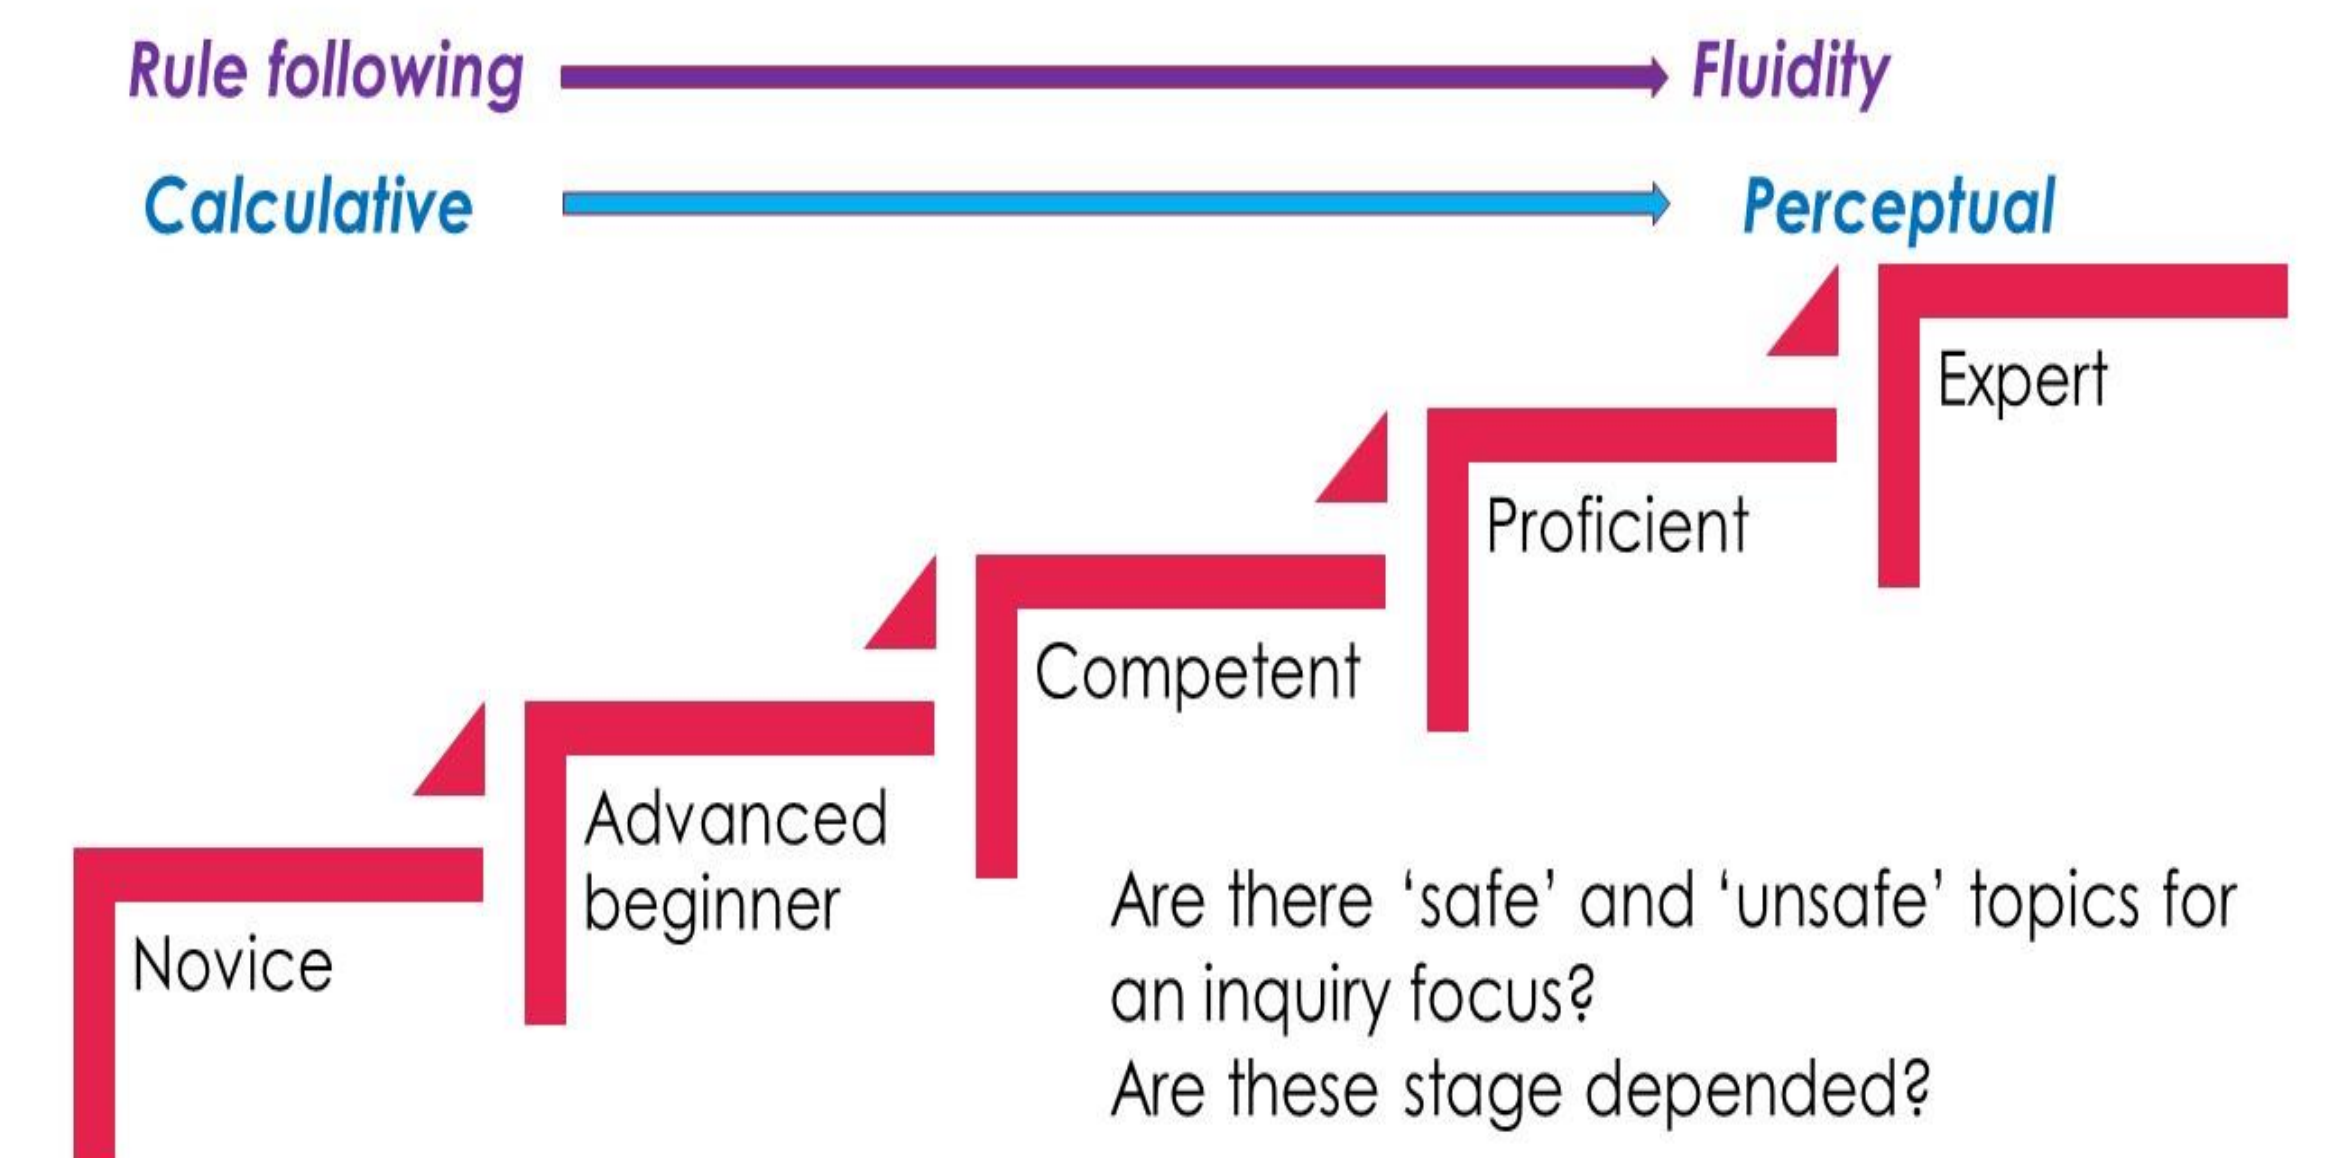 Rule following
Fluidity
Calculative
Perceptual
Expert
Proficient
Competent
Advanced
beginner
Novice
Are there ‘safe’ and ‘unsafe’ topics for
an inquiry focus?
Are these stage depended?